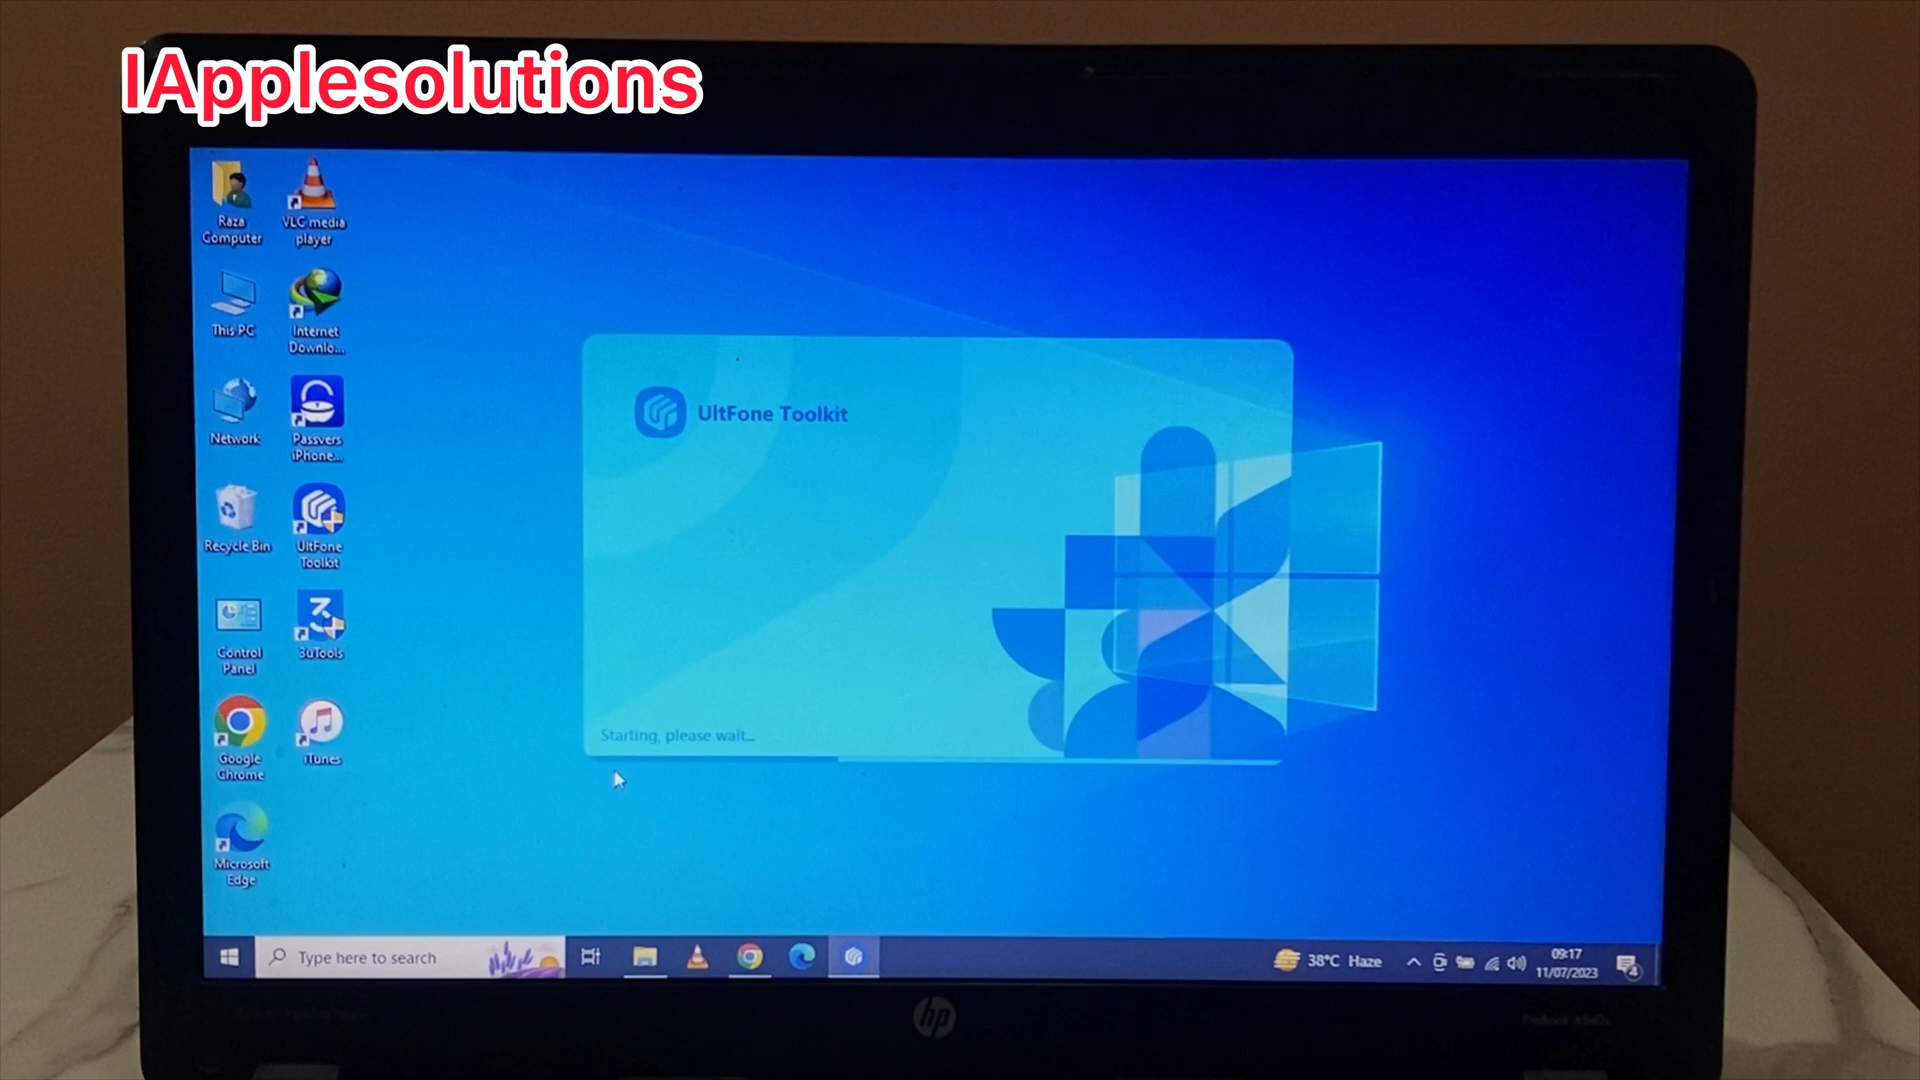 IApplesolutions
Raza
Computer
VLC media
player
This PC
Internet
Downlo...
Network
Passvers
iPhone...
Recycle Bin
UltFone
Toolkit
Control
Panel
3uTools
Google
Chrome
iTunes
Microsoft
Edge
UltFone Toolkit
Starting, please wait...
Type here to search
38°C Haze
09:17
11/07/2023
4
hp